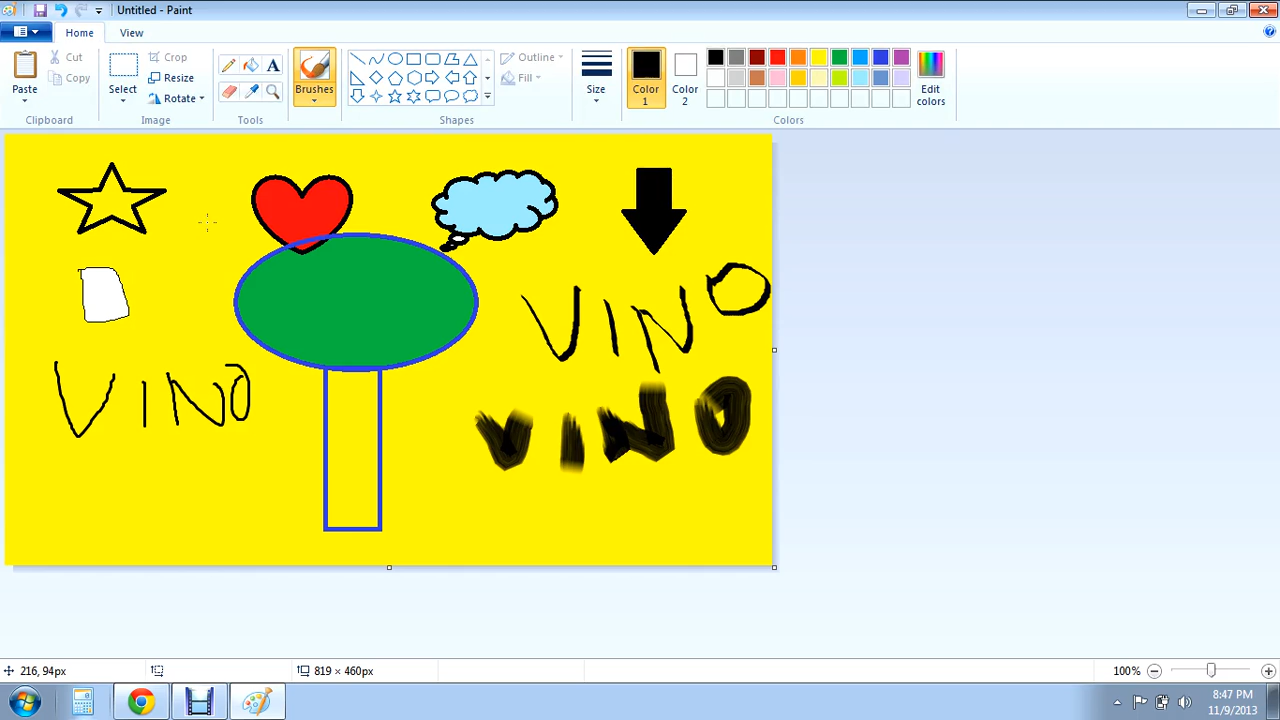 Untitled - Paint
Home View
Paste
Cut
Copy
Clipboard
Select
Crop
Resize
Rotate
Image
A
Tools
Brushes
Outline
Fill
Shapes
Size
Color 1
Color 2
Edit colors
Colors
VINO
VINO
VINO
216, 94px
819 × 460px
100%
8:47 PM
11/9/2013